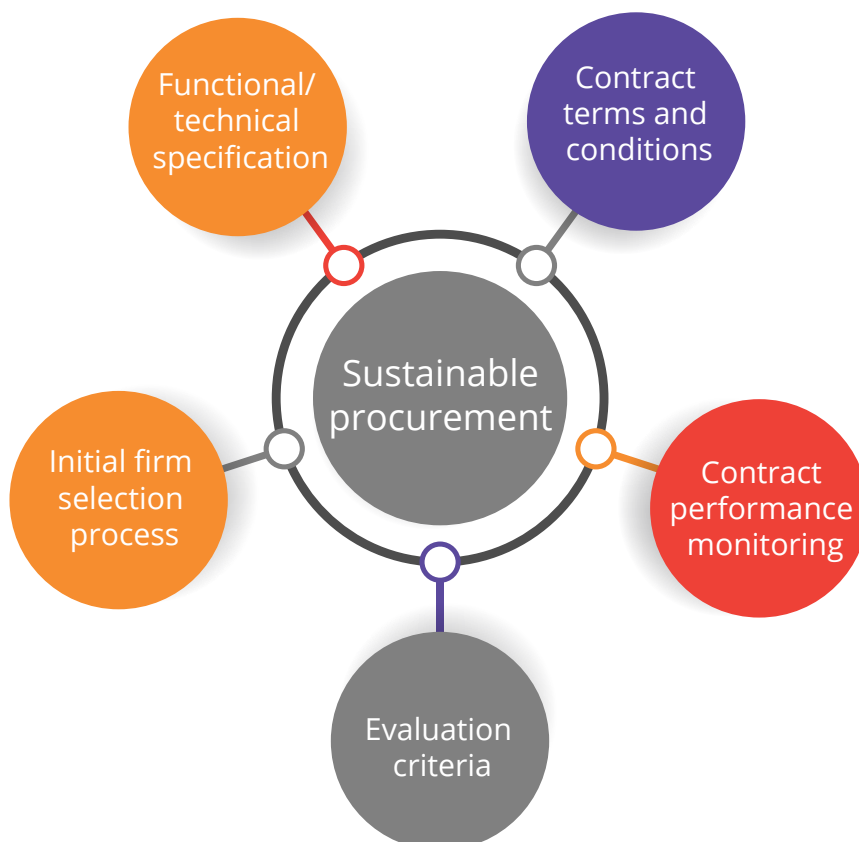 Functional/
technical
specification
Contract
terms and
conditions
Sustainable
procurement
Initial firm
selection
process
Contract
performance
monitoring
Evaluation
criteria